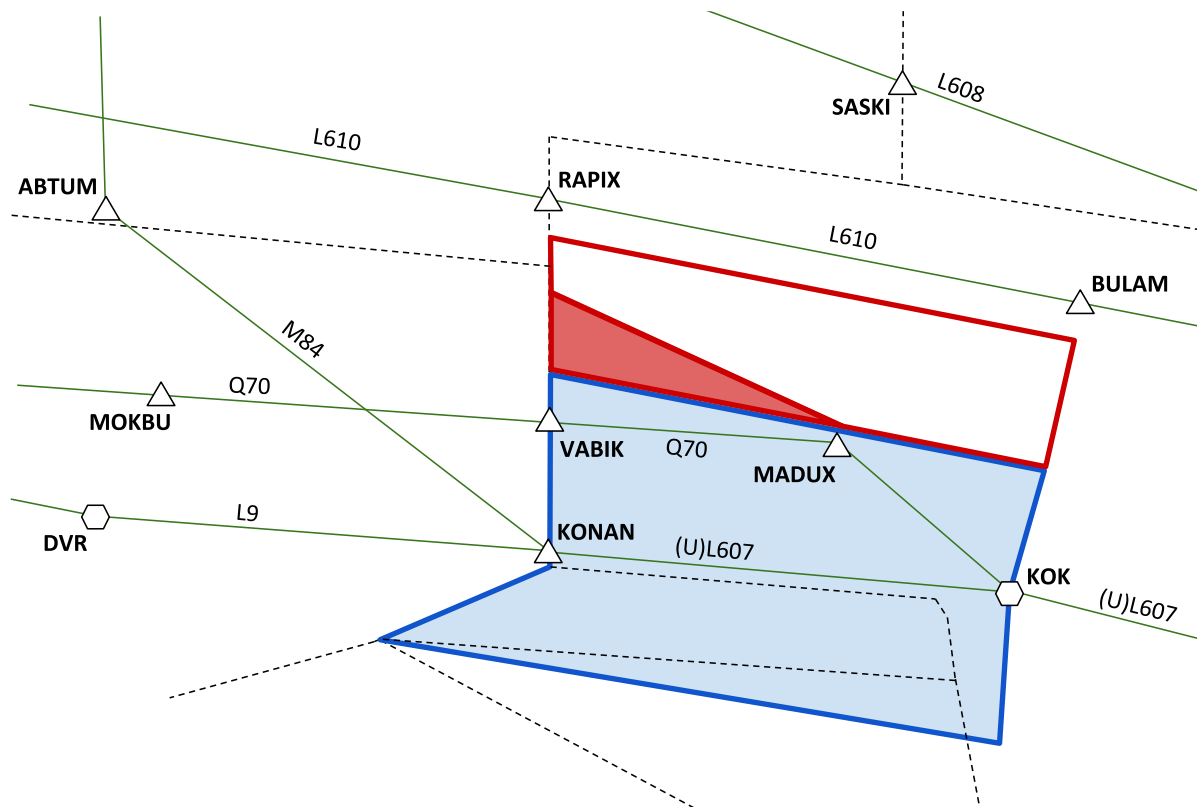 L608
SASKI
L610
RAPIX
ABTUM
L610
BULAM
M84
Q70
MOKBU
VABIK
Q70
MADUX
L9
DVR
KONAN
(U)L607
KOK
(U)L607